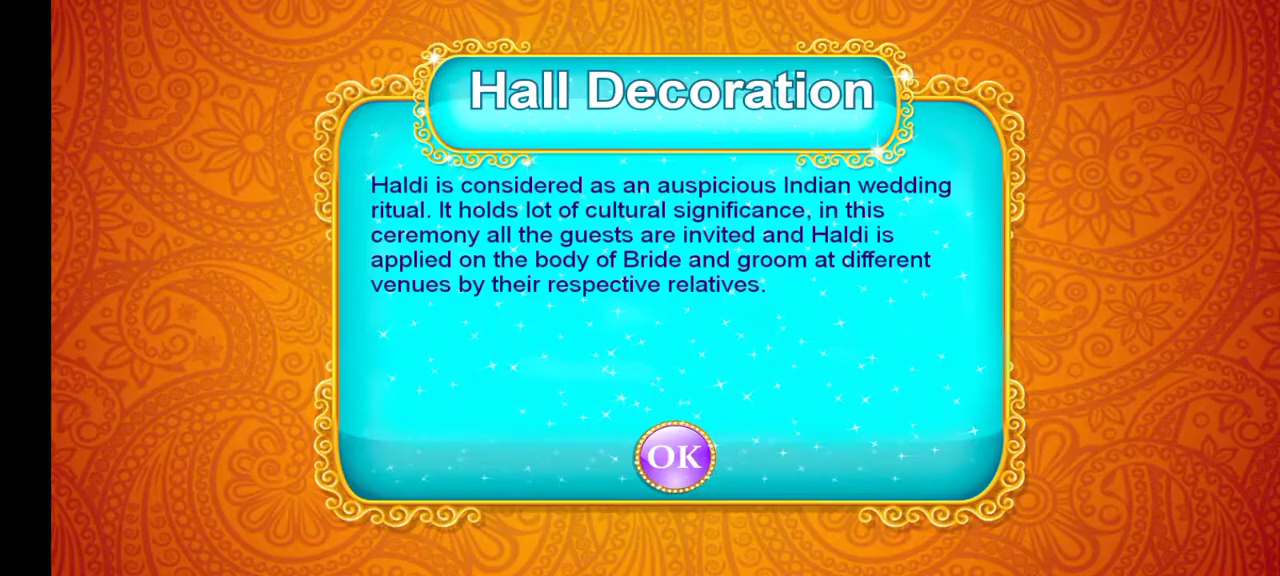 Hall Decoration
Haldi is considered as an auspicious Indian wedding
ritual. It holds lot of cultural significance, in this
ceremony all the guests are invited and Haldi is
applied on the body of Bride and groom at different
venues by their respective relatives.
OK